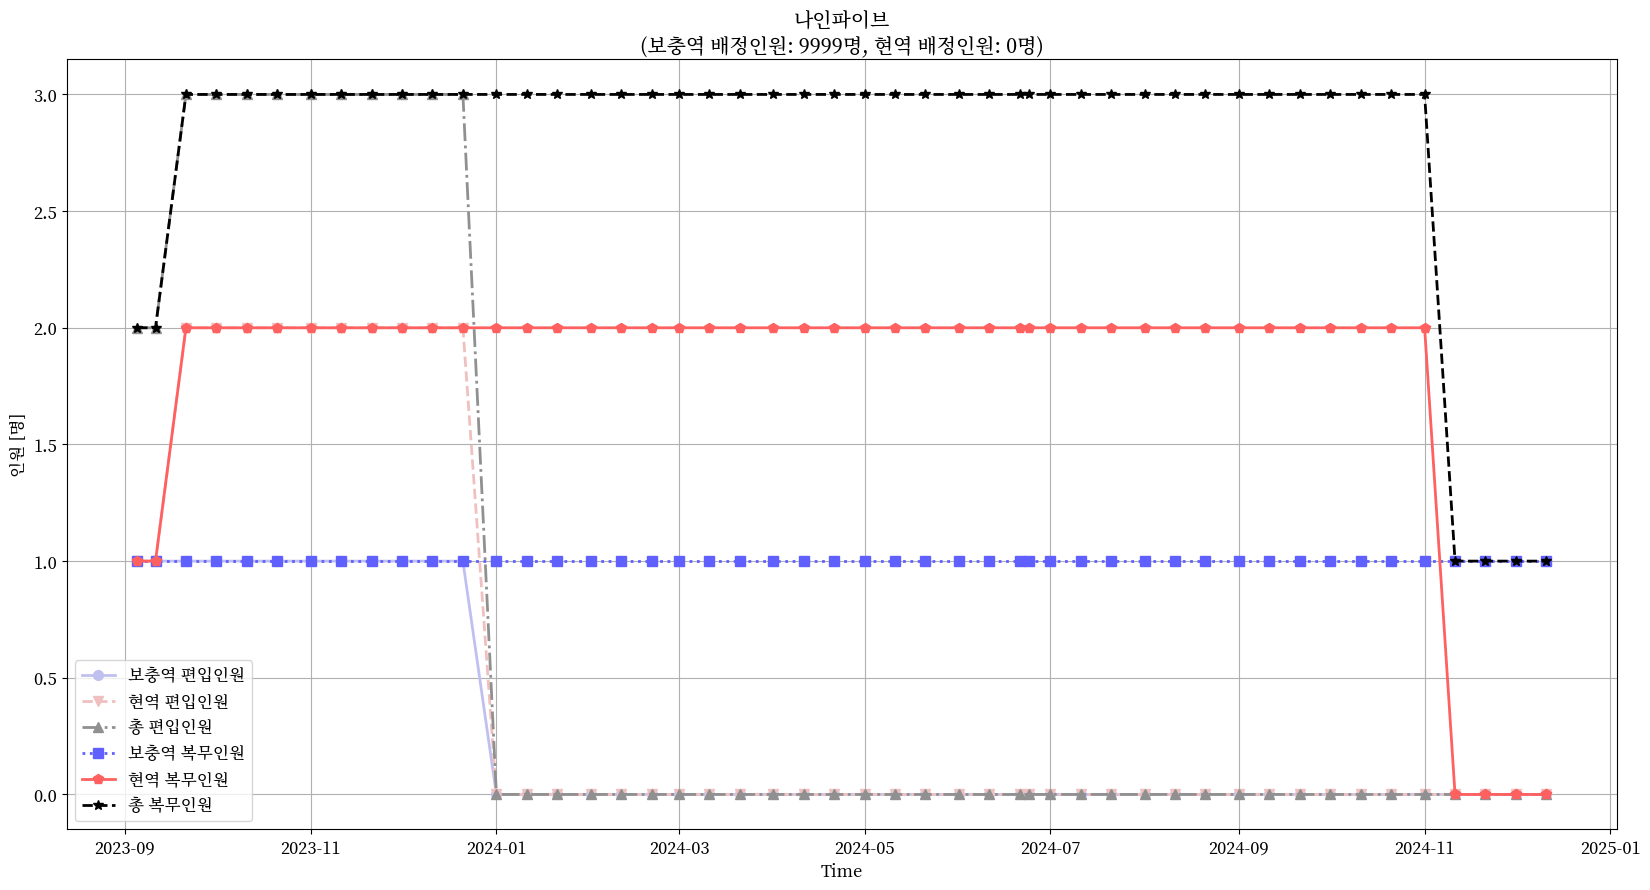 나인파이브
(보충역 배정인원: 9999명, 현역 배정인원: 0명)
3.0
2.5
2.0
1.5
1.0
0.5
0.0
인원 [명]
보충역 편입인원
현역 편입인원
총 편입인원
보충역 복무인원
현역 복무인원
총 복무인원
2023-09 2023-11 2024-01 2024-03 2024-05 2024-07 2024-09 2024-11 2025-01
Time